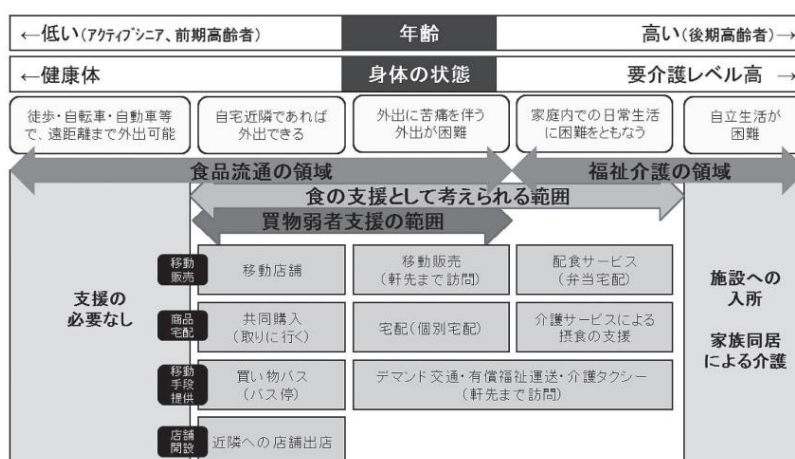 ←低い(アクティブシニア、前期高齢者)
年齢
高い(後期高齢者)→
←健康体
身体の状態
要介護レベル高 →
徒歩・自転車・自動車等
で、遠距離まで外出可能
自宅近隣であれば
外出できる
外出に苦痛を伴う
外出が困難
家庭内での日常生活
に困難をともなう
自立生活が
困難
食品流通の領域
福祉介護の領域
食の支援として考えられる範囲
買物弱者支援の範囲
支援の
必要なし
移動
販売
移動店舗
移動販売
(軒先まで訪問)
配食サービス
(弁当宅配)
商品
宅配
共同購入
(取りに行く)
宅配(個別宅配)
介護サービスによる
摂食の支援
移動
手段
提供
買い物バス
(バス停)
デマンド交通・有償福祉運送・介護タクシー
(軒先まで訪問)
店舗
開設
近隣への店舗出店
施設への
入所
家族同居
による介護